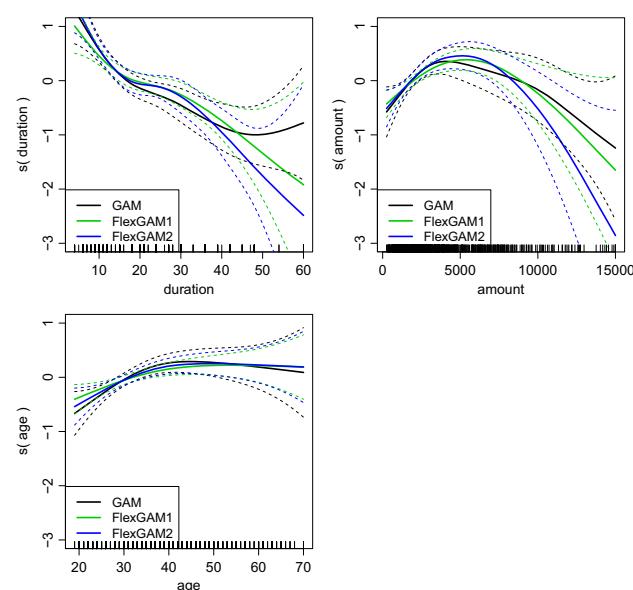 1
0
−1
−2
−3
s( duration )
GAM
FlexGAM1
FlexGAM2
10 20 30 40 50 60
duration
1
0
−1
−2
−3
s( amount )
GAM
FlexGAM1
FlexGAM2
0 5000 10000 15000
amount
1
0
−1
−2
−3
s( age )
GAM
FlexGAM1
FlexGAM2
20 30 40 50 60 70
age